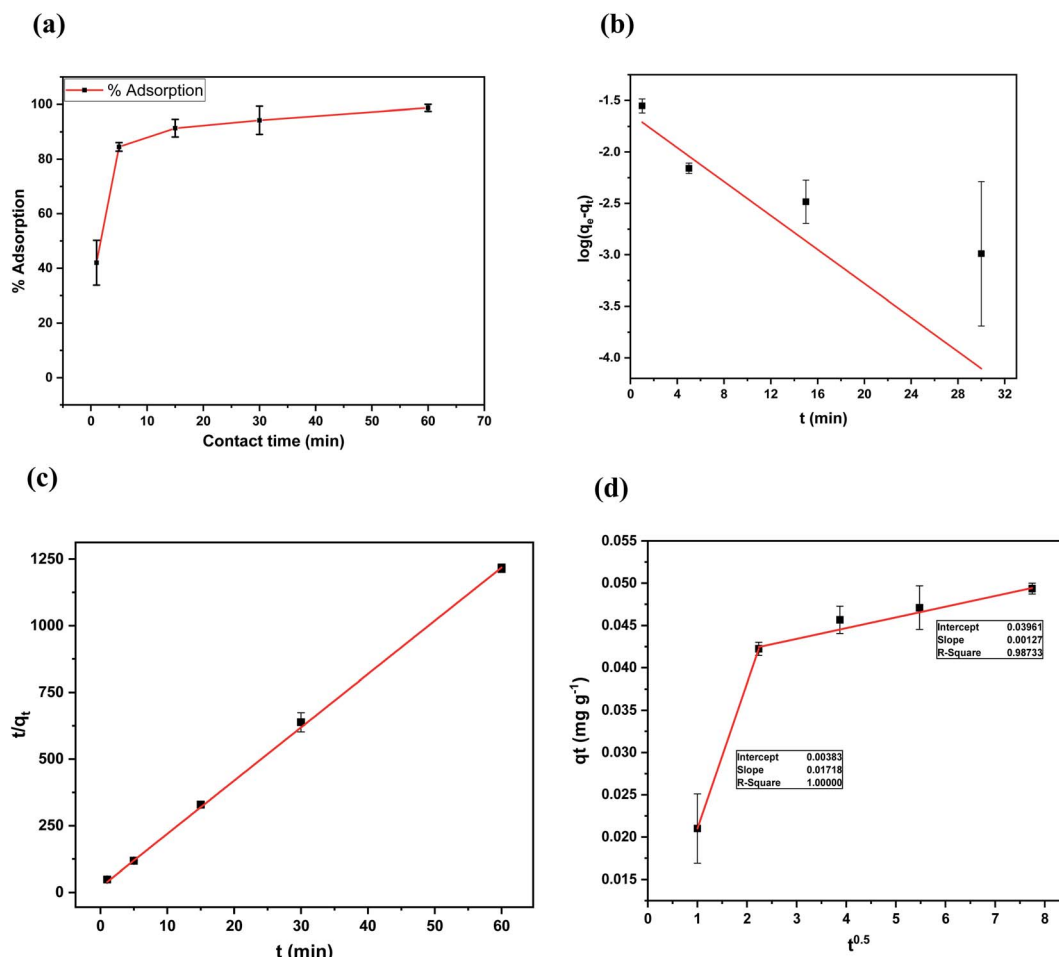 (a)
% Adsorption
100
80
60
40
20
0
0 10 20 30 40 50 60 70
% Adsorption
Contact time (min)
(b)
-1.5
-2.0
-2.5
-3.0
-3.5
-4.0
0 4 8 12 16 20 24 28 32
log(qe-qt)
t (min)
(c)
1250
1000
750
500
250
0
0 10 20 30 40 50 60
t/qt
t (min)
(d)
0.055
0.050
0.045
0.040
0.035
0.030
0.025
0.020
0.015
0 1 2 3 4 5 6 7 8
qt (mg g-1)
t0.5
Intercept 0.03961
Slope 0.00127
R-Square 0.98733
Intercept 0.00383
Slope 0.01718
R-Square 1.00000